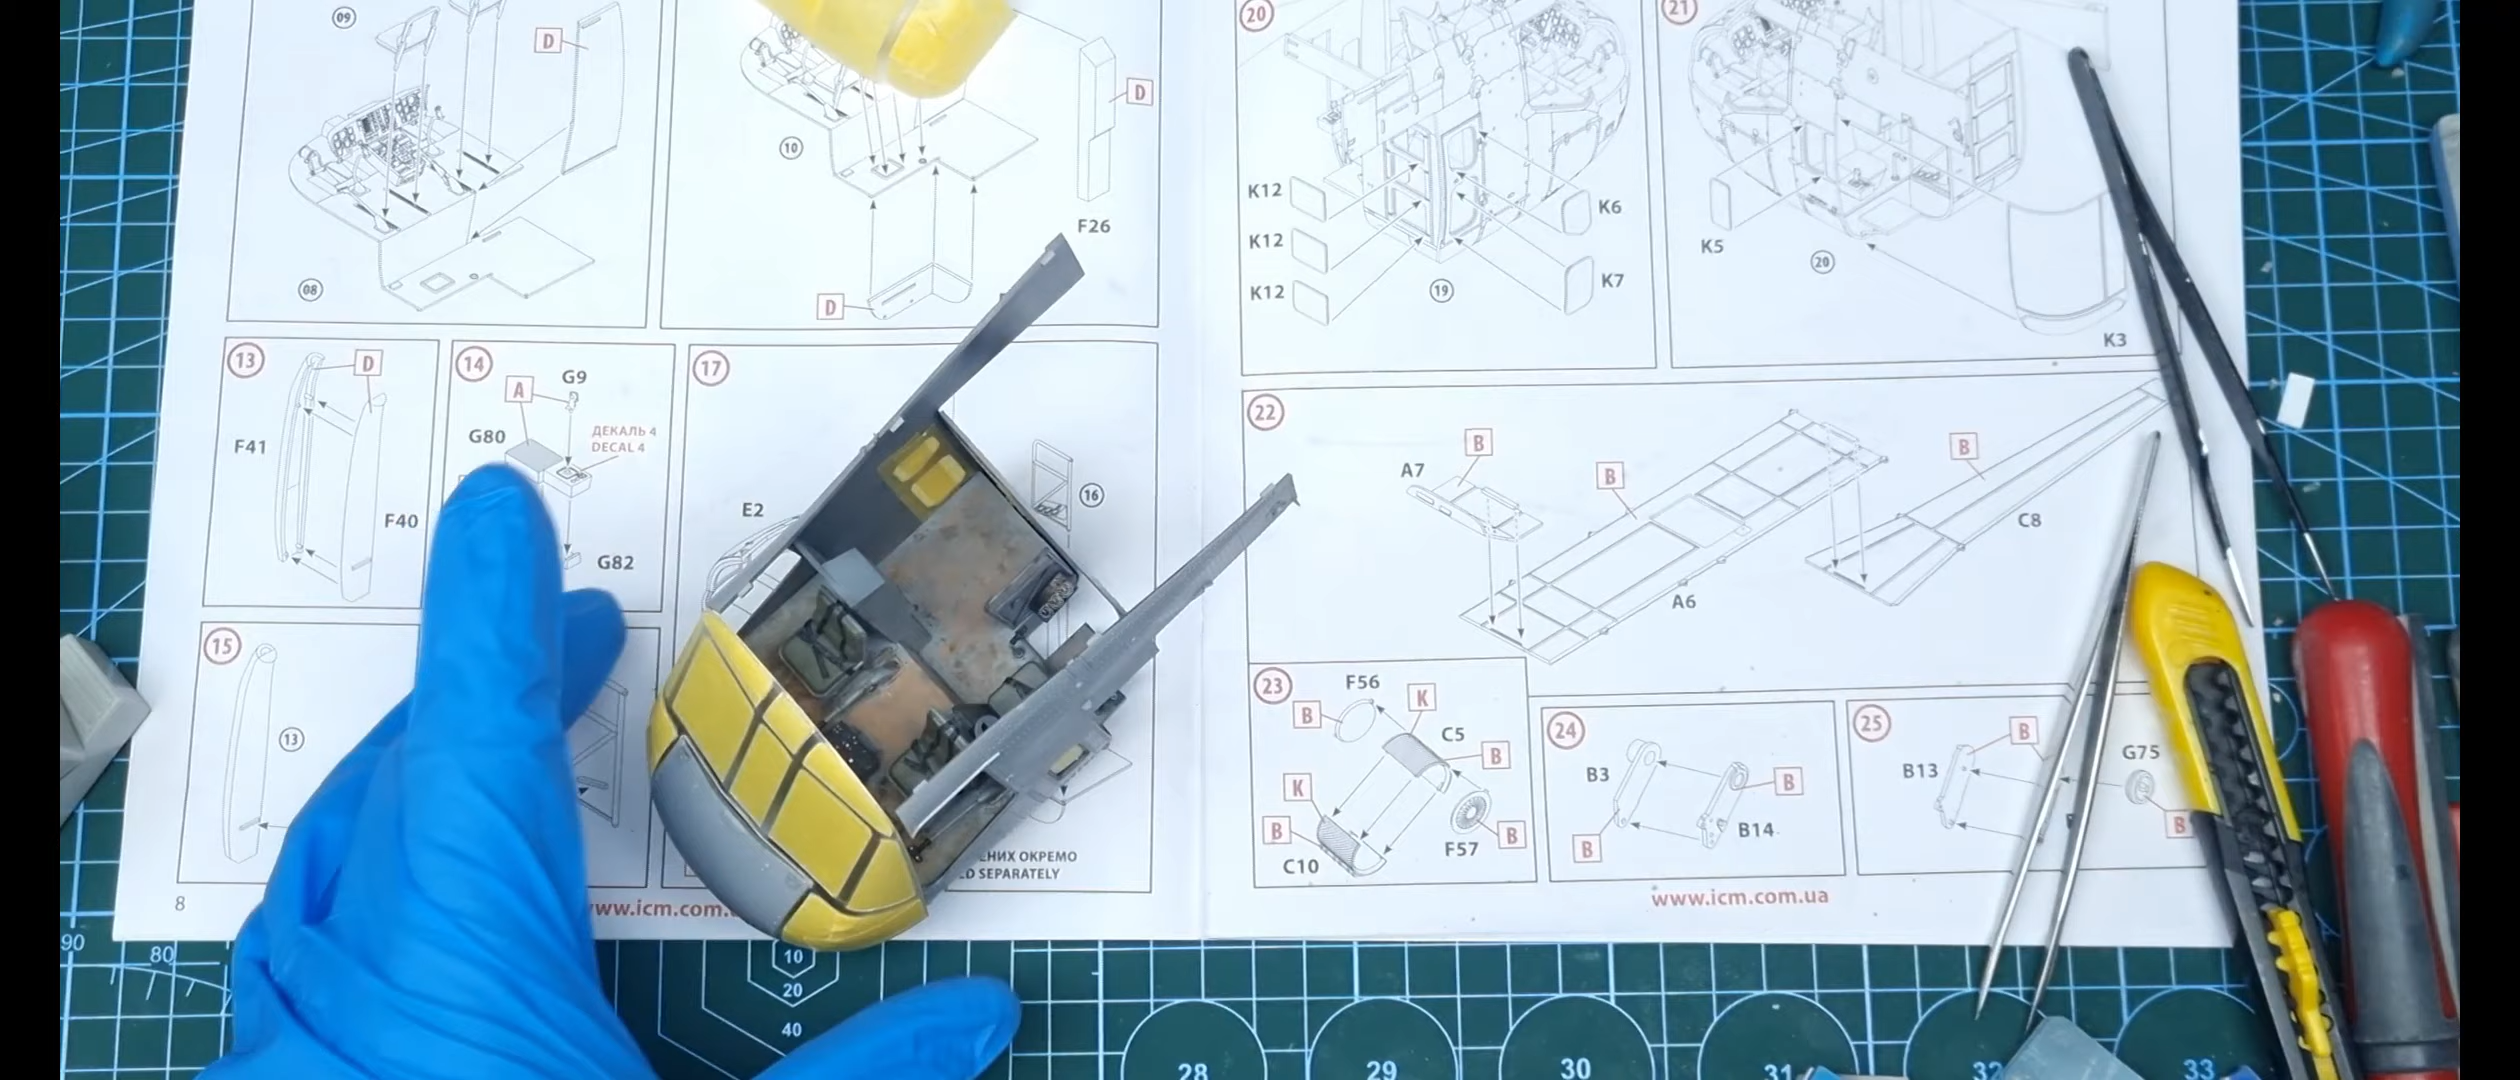 09
D
08
10
D
F26
D
20
K12
K12
K12
K6
K7
19
21
K5
20
K3
13
D
F41
F40
14
G9
A
G80
ДЕКАЛЬ 4
DECAL 4
G82
17
E2
16
15
13
ЕНИХ ОКРЕМО
D SEPARATELY
22
A7
B
B
A6
B
C8
23
F56
B
K
C5
B
K
B
C10
F57
B
24
B3
B
B14
B
25
B
B13
G75
B
8
www.icm.com.
www.icm.com.ua
90
80
10
20
40
28
29
30
31
32
33